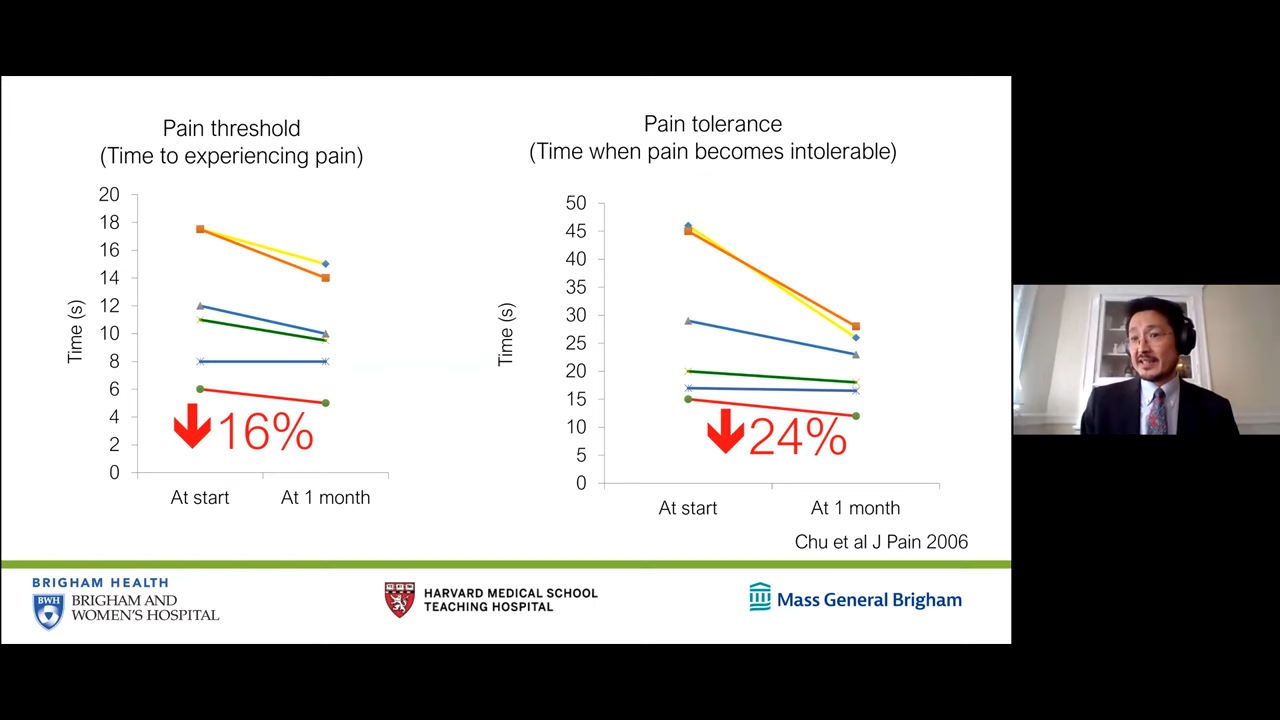 Pain threshold
(Time to experiencing pain)
20
18
16
14
12
10
8
6
4
2
0
Time (s)
16%
At start
At 1 month
Pain tolerance
(Time when pain becomes intolerable)
50
45
40
35
30
25
20
15
10
5
0
Time (s)
24%
At start
At 1 month
Chu et al J Pain 2006
BRIGHAM HEALTH
BWH
BRIGHAM AND
WOMEN'S HOSPITAL
HARVARD MEDICAL SCHOOL
TEACHING HOSPITAL
Mass General Brigham